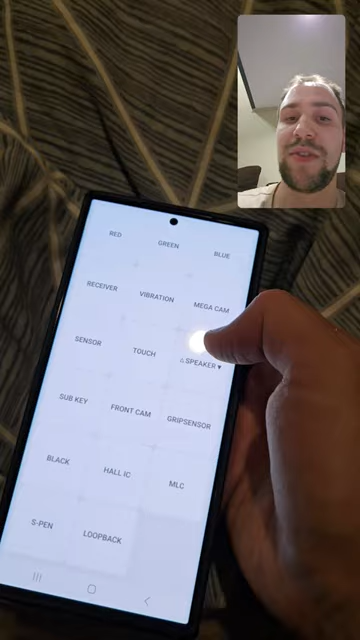 RED GREEN BLUE
RECEIVER VIBRATION MEGA CAM
SENSOR TOUCH △SPEAKER▼
SUB KEY FRONT CAM GRIPSENSOR
BLACK HALL IC MLC
S-PEN LOOPBACK